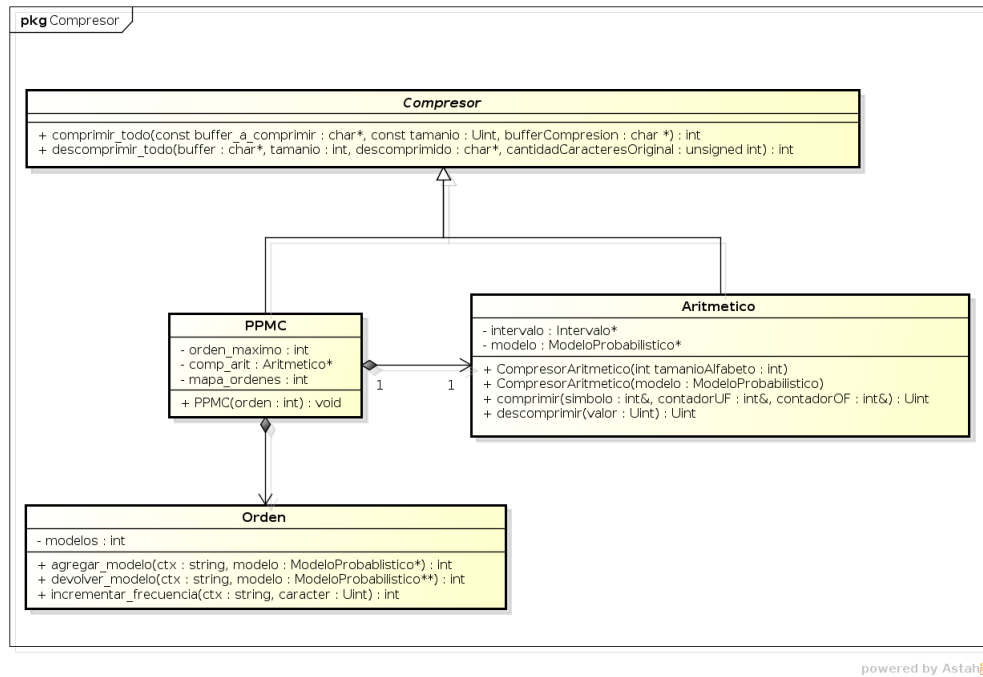 pkg Compresor
Compresor
+ comprimir_todo(const buffer_a_comprimir : char*, const tamanio : Uint, bufferCompresion : char *) : int
+ descomprimir_todo(buffer : char*, tamanio : int, descomprimido : char*, cantidadCaracteresOriginal : unsigned int) : int
PPMC
- orden_maximo : int
- comp_arit : Aritmetico*
- mapa_ordenes : int
+ PPMC(orden : int) : void
1
1
Aritmetico
- intervalo : Intervalo*
- modelo : ModeloProbabilistico*
+ CompresorAritmetico(int tamanioAlfabeto : int)
+ CompresorAritmetico(modelo : ModeloProbabilistico)
+ comprimir(simbolo : int&, contadorUF : int&, contadorOF : int&) : Uint
+ descomprimir(valor : Uint) : Uint
Orden
- modelos : int
+ agregar_modelo(ctx : string, modelo : ModeloProbablistico*) : int
+ devolver_modelo(ctx : string, modelo : ModeloProbabilistico**) : int
+ incrementar_frecuencia(ctx : string, caracter : Uint) : int
powered by Astah